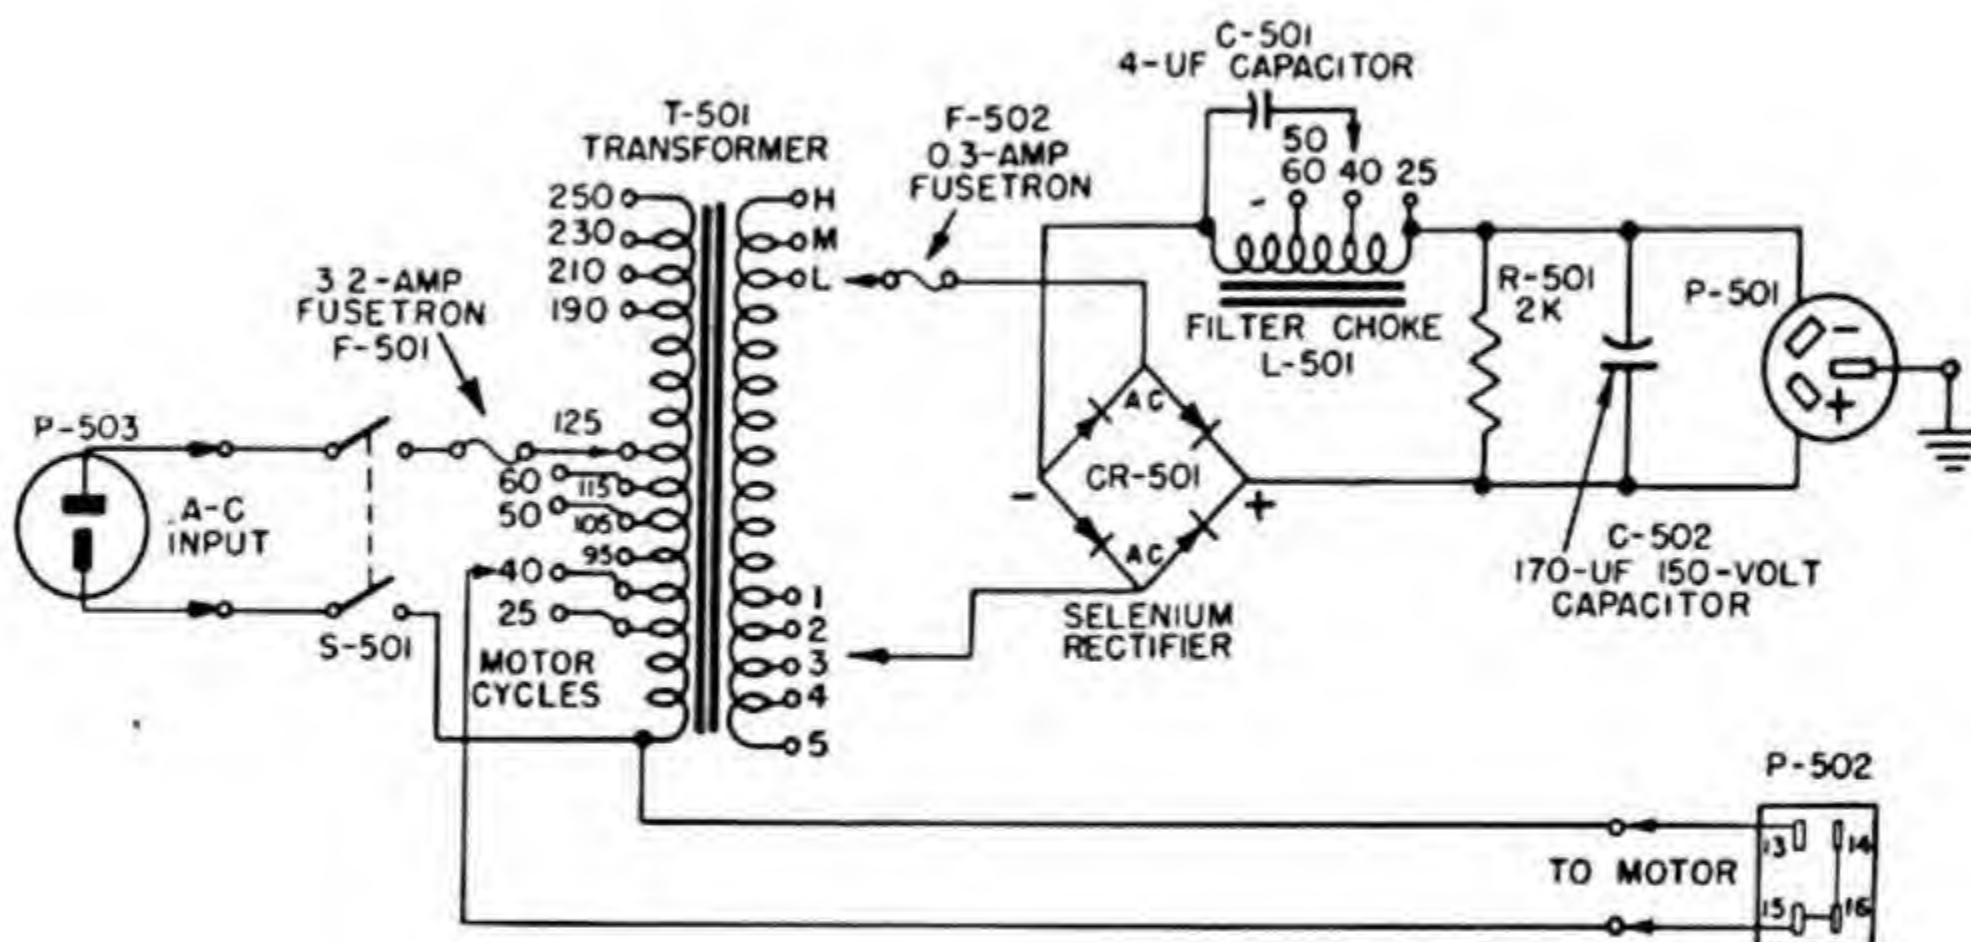 C-501
4-UF CAPACITOR
T-501
TRANSFORMER
F-502
0.3-AMP
FUSETRON
50
60 40 25
250
230
210
190
H
M
L
3.2-AMP
FUSETRON
F-501
FILTER CHOKE
L-501
R-501
2K
P-501
-
+
P-503
A-C
INPUT
S-501
125
60
115
50
105
95
40
25
MOTOR
CYCLES
1
2
3
4
5
AC
CR-501
-
+
AC
SELENIUM
RECTIFIER
C-502
170-UF 150-VOLT
CAPACITOR
P-502
13 14
TO MOTOR
15 16